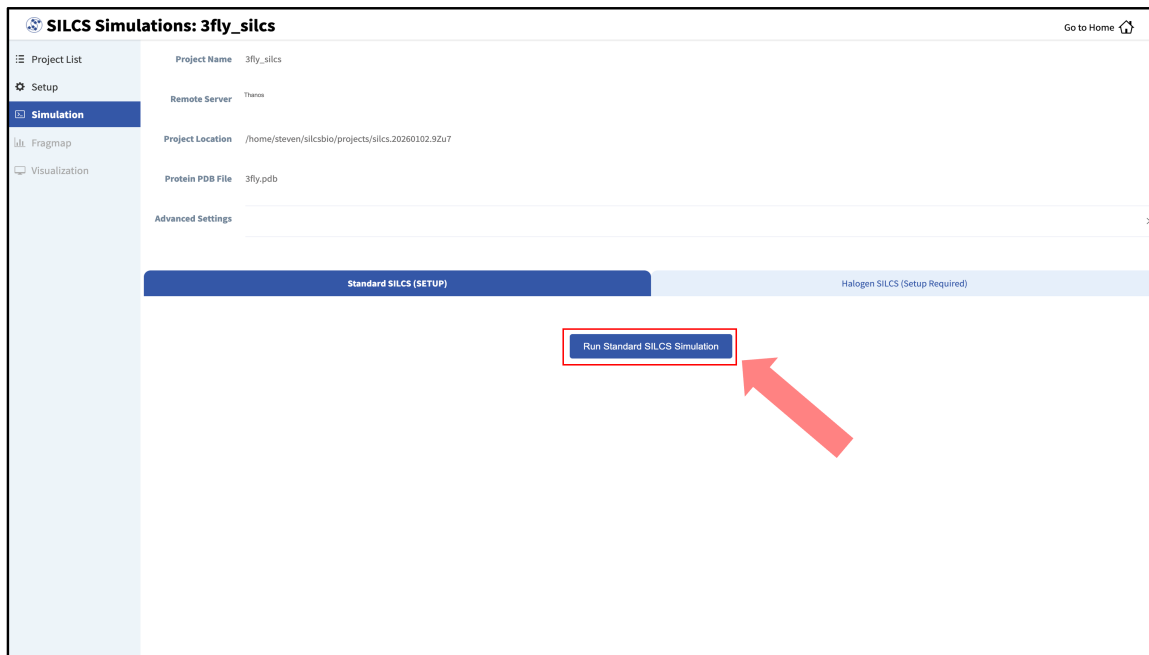 SILCS Simulations: 3fly_silcs
Go to Home
Project List
Setup
Simulation
Fragmap
Visualization
Project Name 3fly_silcs
Remote Server Thanos
Project Location /home/steven/silcsbio/projects/silcs.20260102.9Zu7
Protein PDB File 3fly.pdb
Advanced Settings
Standard SILCS (SETUP) Halogen SILCS (Setup Required)
Run Standard SILCS Simulation